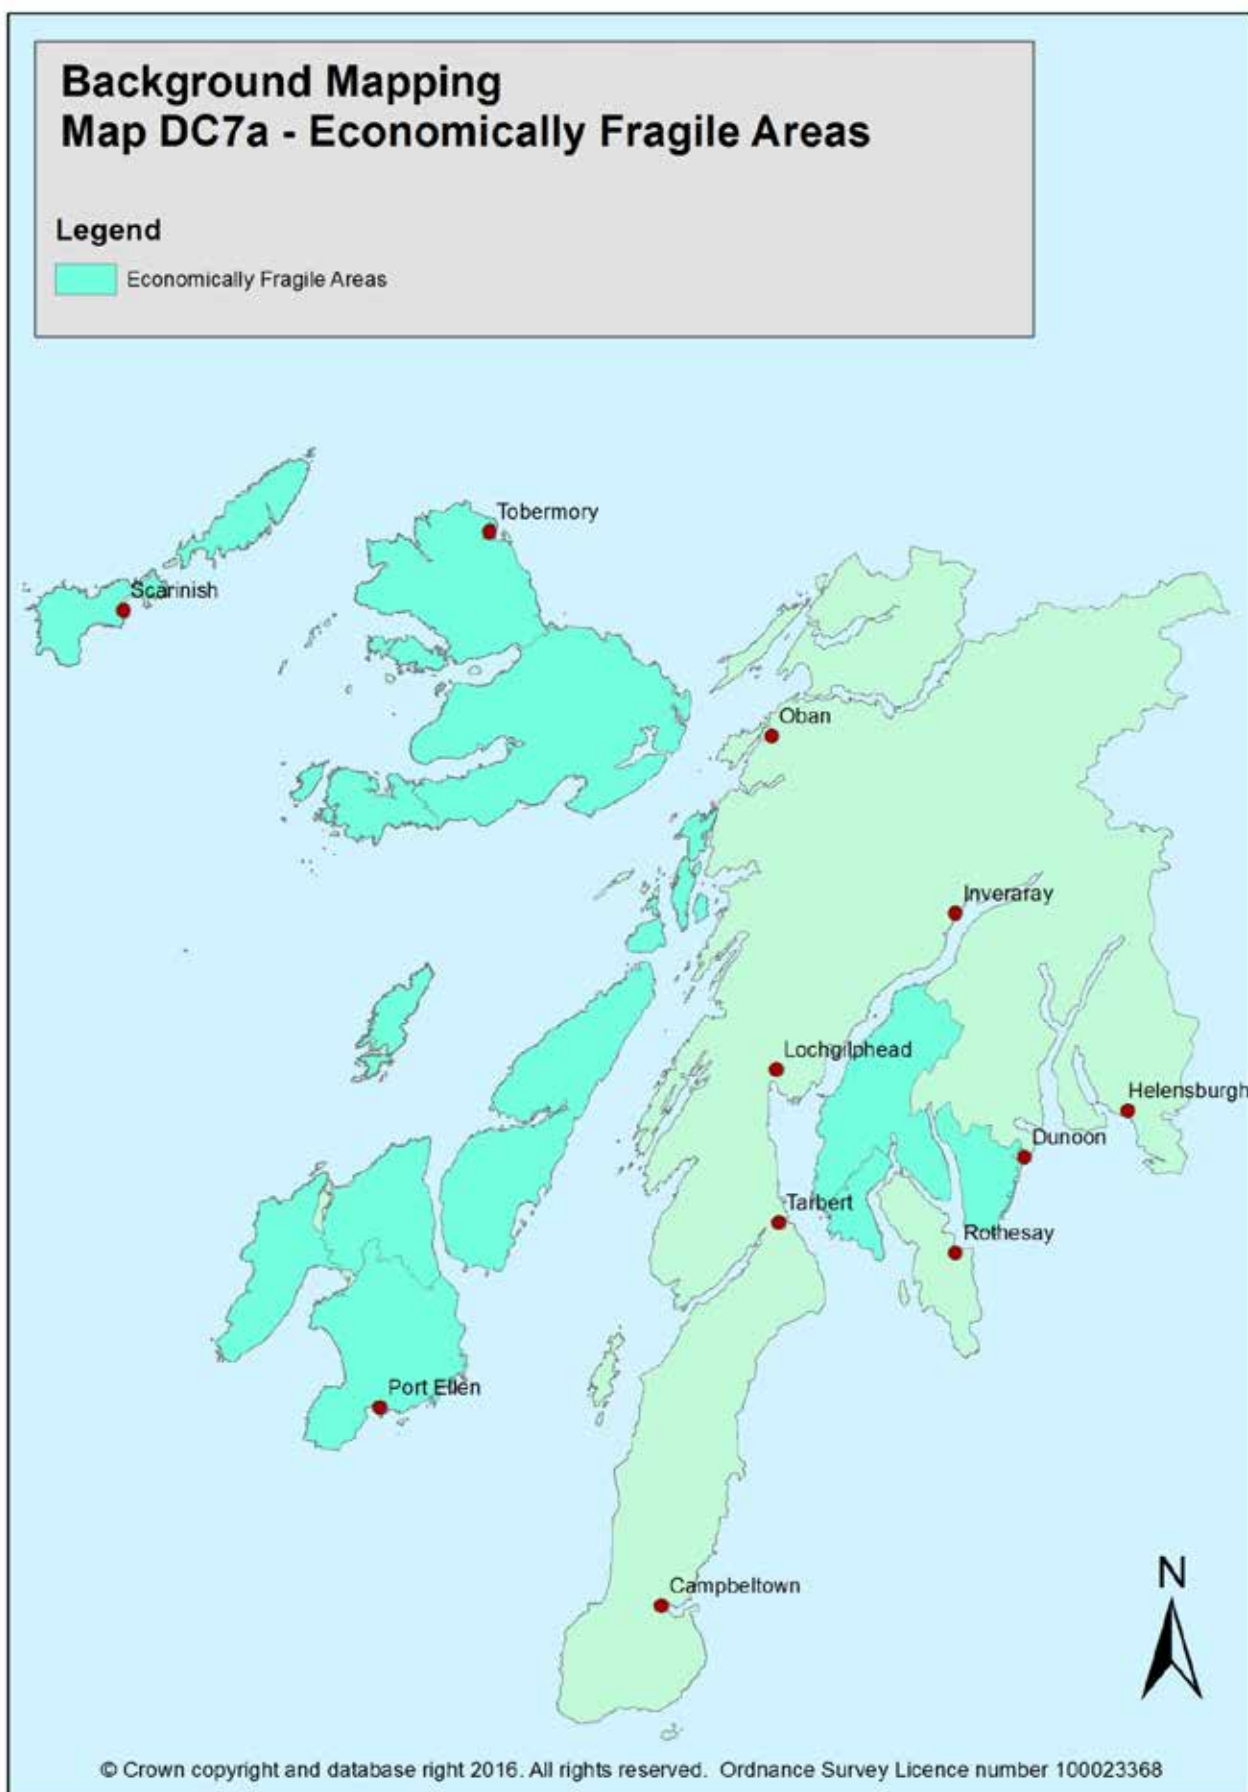 Background Mapping
Map DC7a - Economically Fragile Areas
Legend
Economically Fragile Areas
Tobermory
Scarinish
Oban
Inveraray
Lochgilphead
Helensburgh
Dunoon
Tarbert
Rothesay
Port Ellen
Campbeltown
N
© Crown copyright and database right 2016. All rights reserved. Ordnance Survey Licence number 100023368